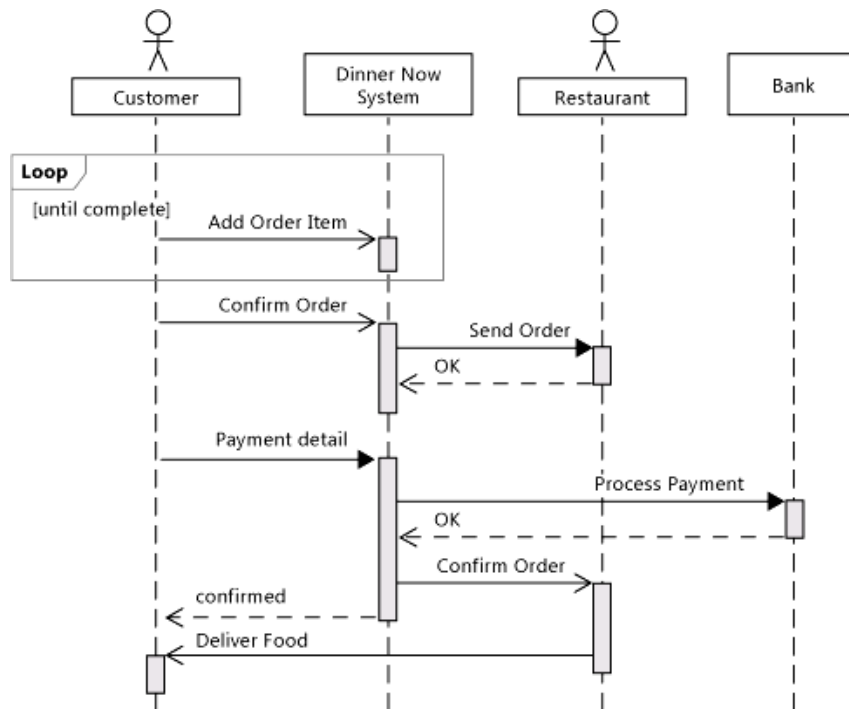 Customer
Dinner Now
System
Restaurant
Bank
Loop
[until complete]
Add Order Item
Confirm Order
Send Order
OK
Payment detail
Process Payment
OK
Confirm Order
confirmed
Deliver Food